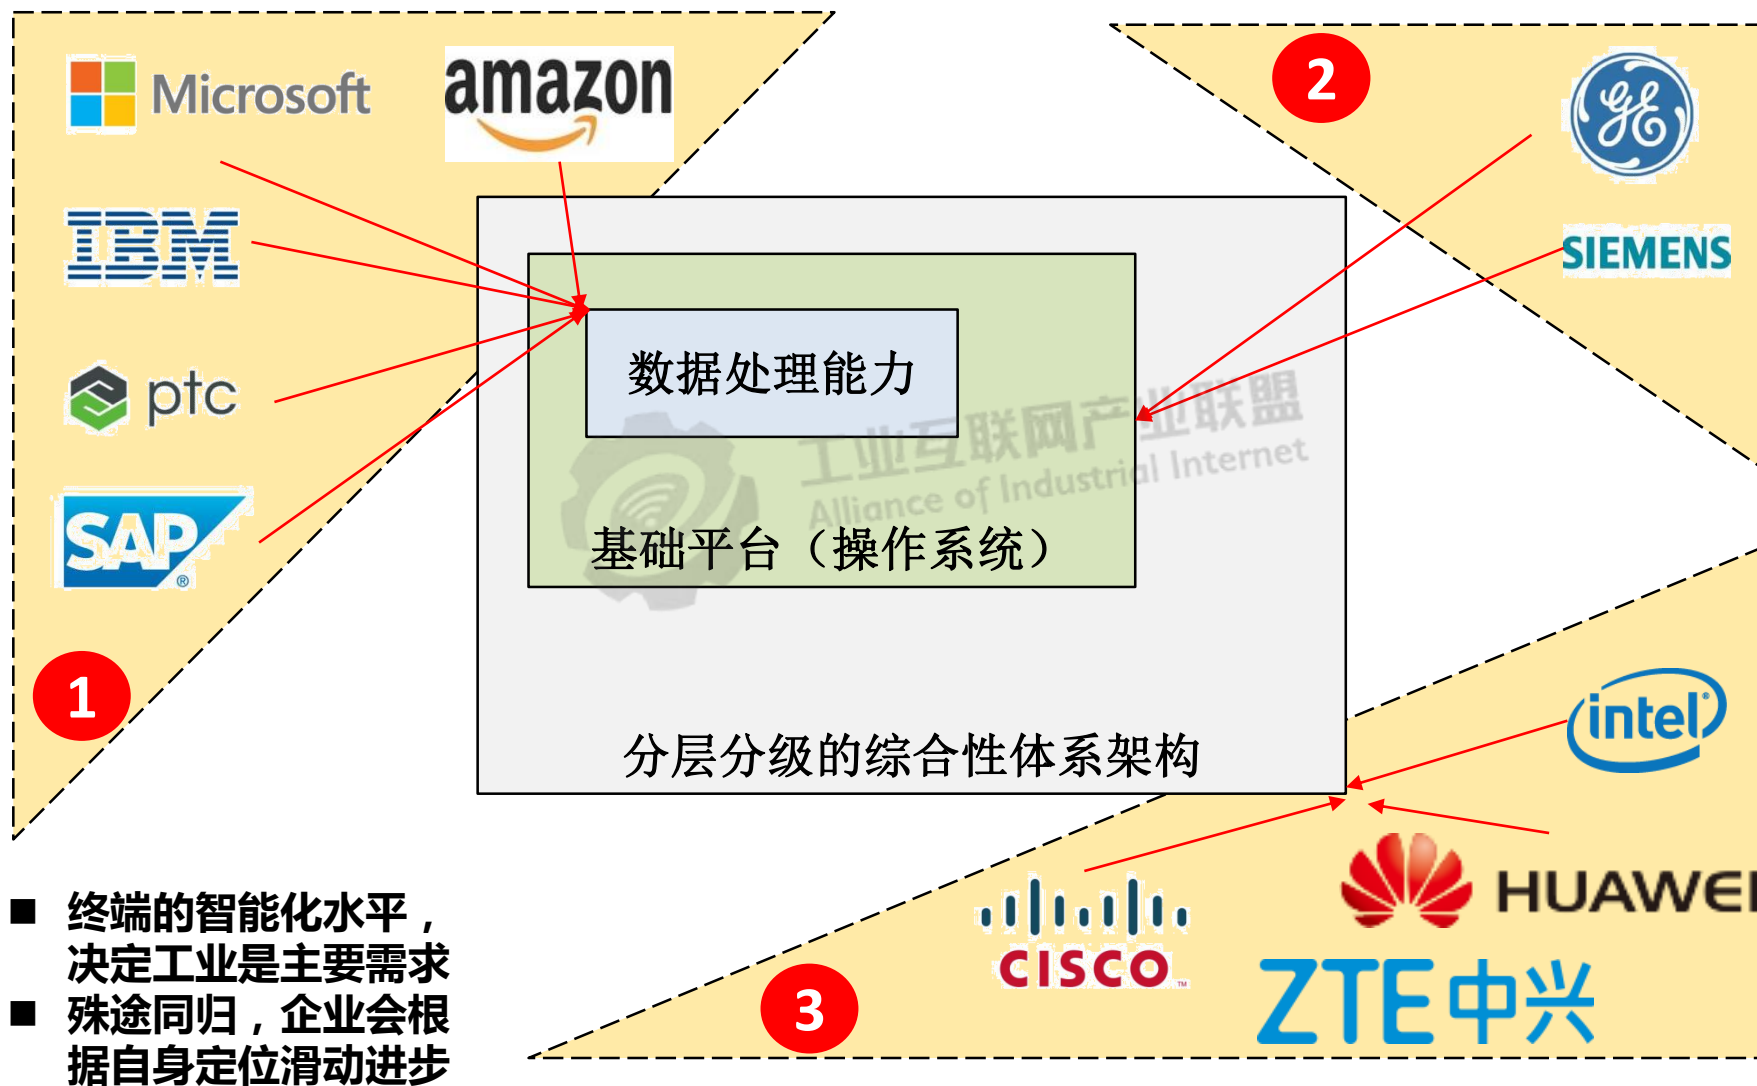 Microsoft
amazon
2
GE
IBM
SIEMENS
数据处理能力
ptc
工业互联网产业联盟
Alliance of Industrial Internet
SAP
®
基础平台（操作系统）
1
intel
分层分级的综合性体系架构
HUAWEI
■ 终端的智能化水平，
决定工业是主要需求
CISCO
TM
■ 殊途同归，企业会根
据自身定位滑动进步
3
ZTE中兴